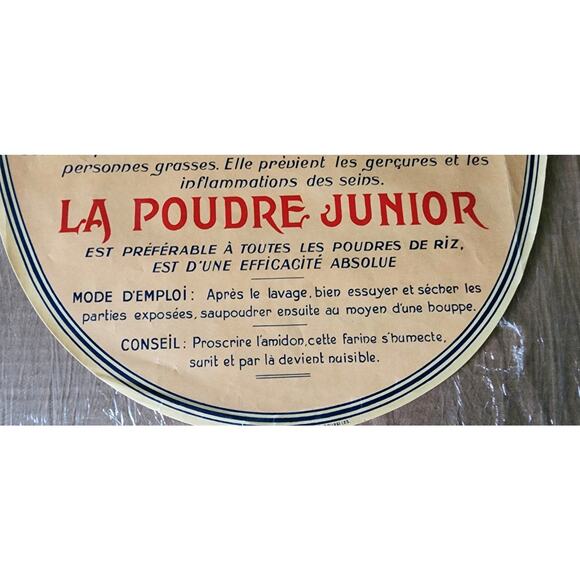 personnes grasses. Elle prévient les gerçures et les
inflammations des seins.
LA POUDRE JUNIOR
EST PRÉFÉRABLE À TOUTES LES POUDRES DE RIZ,
EST D'UNE EFFICACITÉ ABSOLUE
MODE D'EMPLOI: Après le lavage, bien essuyer et sécher les
parties exposées, saupoudrer ensuite au moyen d'une bouppe.
CONSEIL: Proscrire l'amidon, cette farine s'humecte,
surit et par là devient nuisible.